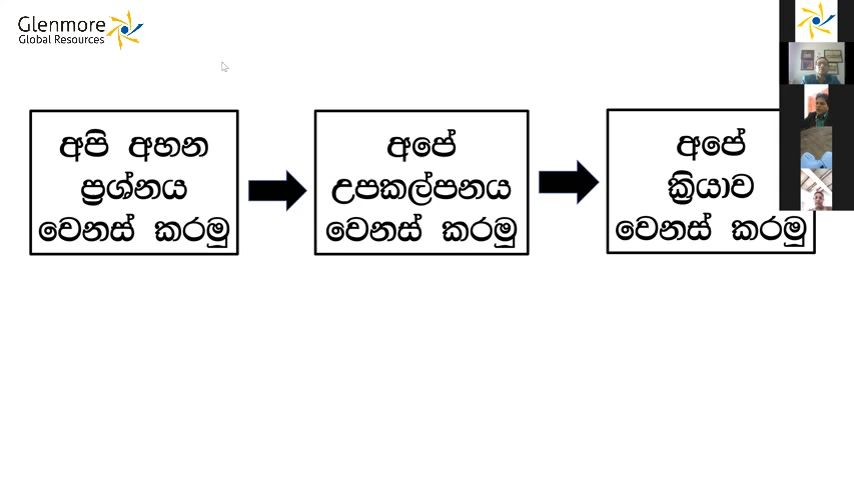 Glenmore
Global Resources
අපි අහන
ප්‍රශ්නය
වෙනස් කරමු
අපේ
උපකල්පනය
වෙනස් කරමු
අපේ
ක්‍රියාව
වෙනස් කරමු